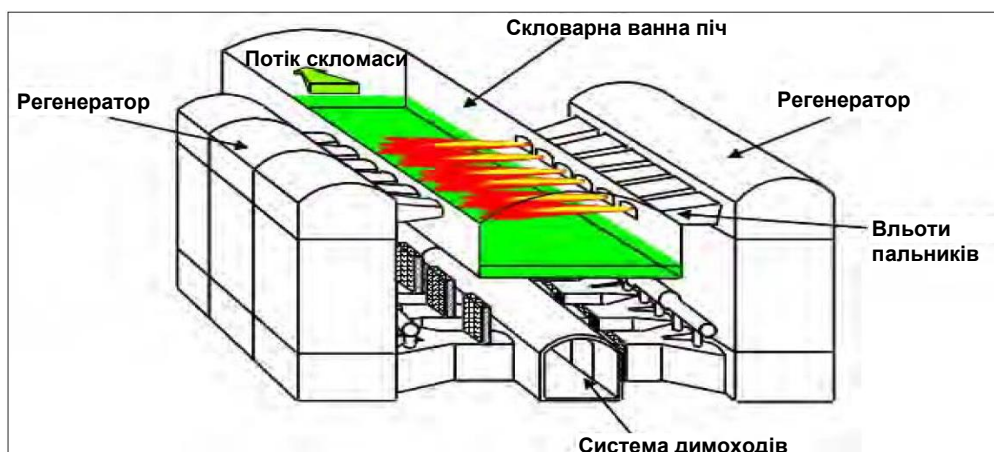 Скловарна ванна піч
Потік скломаси
Регенератор
Регенератор
Вльоти
пальників
Система димоходів